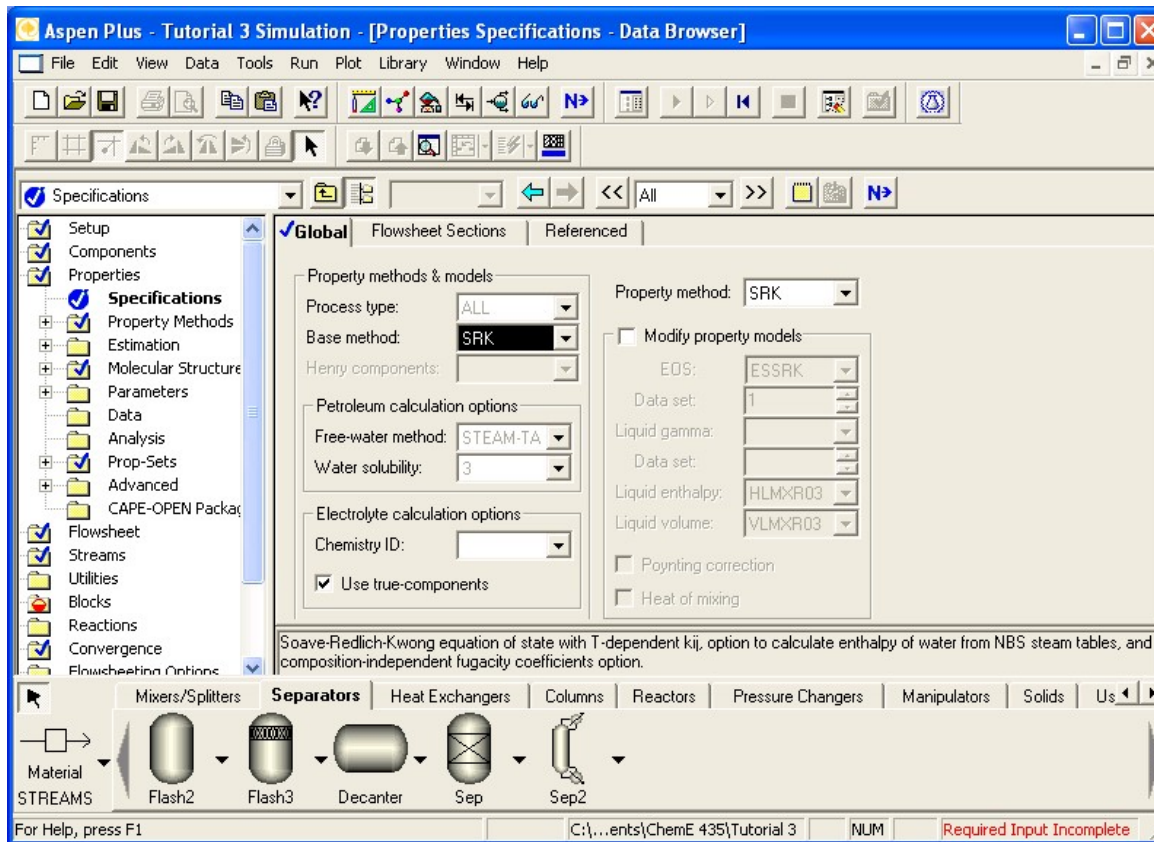 Aspen Plus - Tutorial 3 Simulation - [Properties Specifications - Data Browser]
File Edit View Data Tools Run Plot Library Window Help
N
Specifications
<< All >> N
Setup
Components
Properties
Specifications
Property Methods
Estimation
Molecular Structure
Parameters
Data
Analysis
Prop-Sets
Advanced
CAPE-OPEN Packag
Flowsheet
Streams
Utilities
Blocks
Reactions
Convergence
Flowsheeting Options
Global Flowsheet Sections Referenced
Property methods & models
Process type: ALL
Base method: SRK
Henry components:
Petroleum calculation options
Free-water method: STEAM-TA
Water solubility: 3
Electrolyte calculation options
Chemistry ID:
Use true-components
Property method: SRK
Modify property models
EOS: ESSRK
Data set: 1
Liquid gamma:
Data set:
Liquid enthalpy: HLMXR03
Liquid volume: VLMXR03
Poynting correction
Heat of mixing
Soave-Redlich-Kwong equation of state with T-dependent kij, option to calculate enthalpy of water from NBS steam tables, and
composition-independent fugacity coefficients option.
Mixers/Splitters Separators Heat Exchangers Columns Reactors Pressure Changers Manipulators Solids Us
Material
STREAMS Flash2 Flash3 Decanter Sep Sep2
For Help, press F1 C:\...ents\ChemE 435\Tutorial 3 NUM Required Input Incomplete